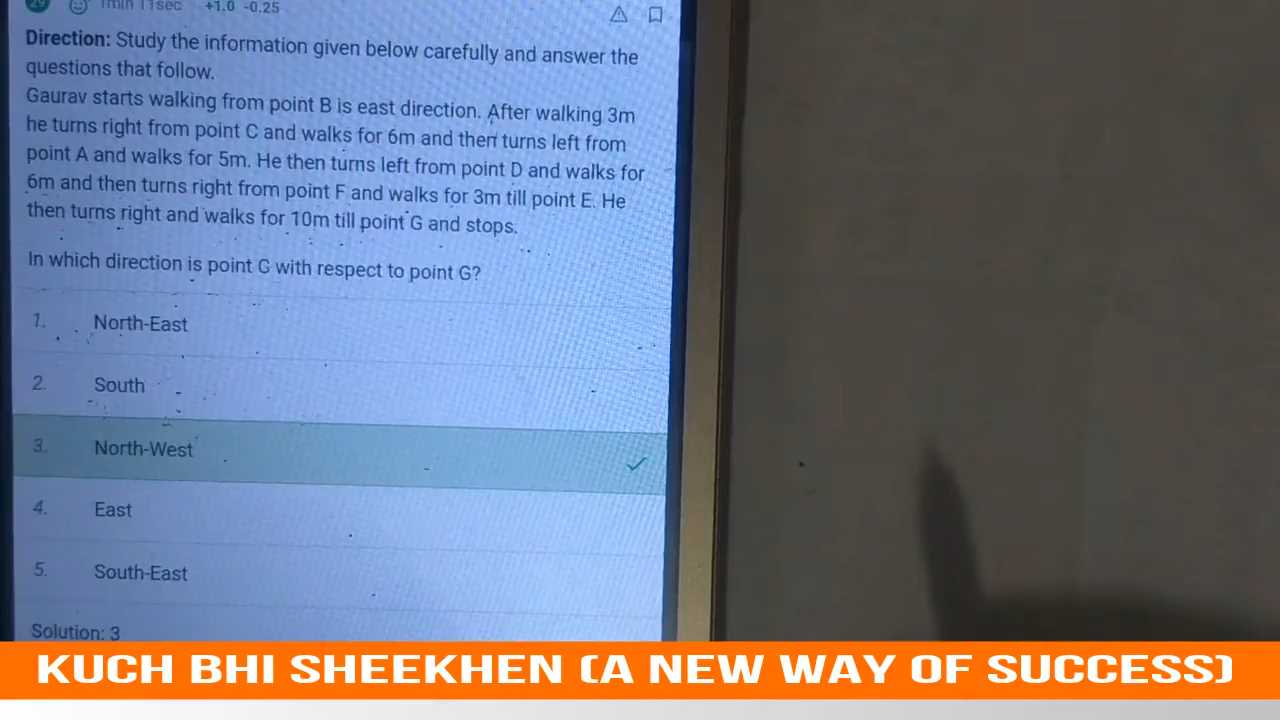 29 1min 11sec +1.0 -0.25
Direction: Study the information given below carefully and answer the
questions that follow.
Gaurav starts walking from point B is east direction. After walking 3m
he turns right from point C and walks for 6m and then turns left from
point A and walks for 5m. He then turns left from point D and walks for
6m and then turns right from point F and walks for 3m till point E. He
then turns right and walks for 10m till point G and stops.
In which direction is point C with respect to point G?
1. North-East
2. South
3. North-West
4. East
5. South-East
Solution: 3
KUCH BHI SHEEKHEN (A NEW WAY OF SUCCESS)